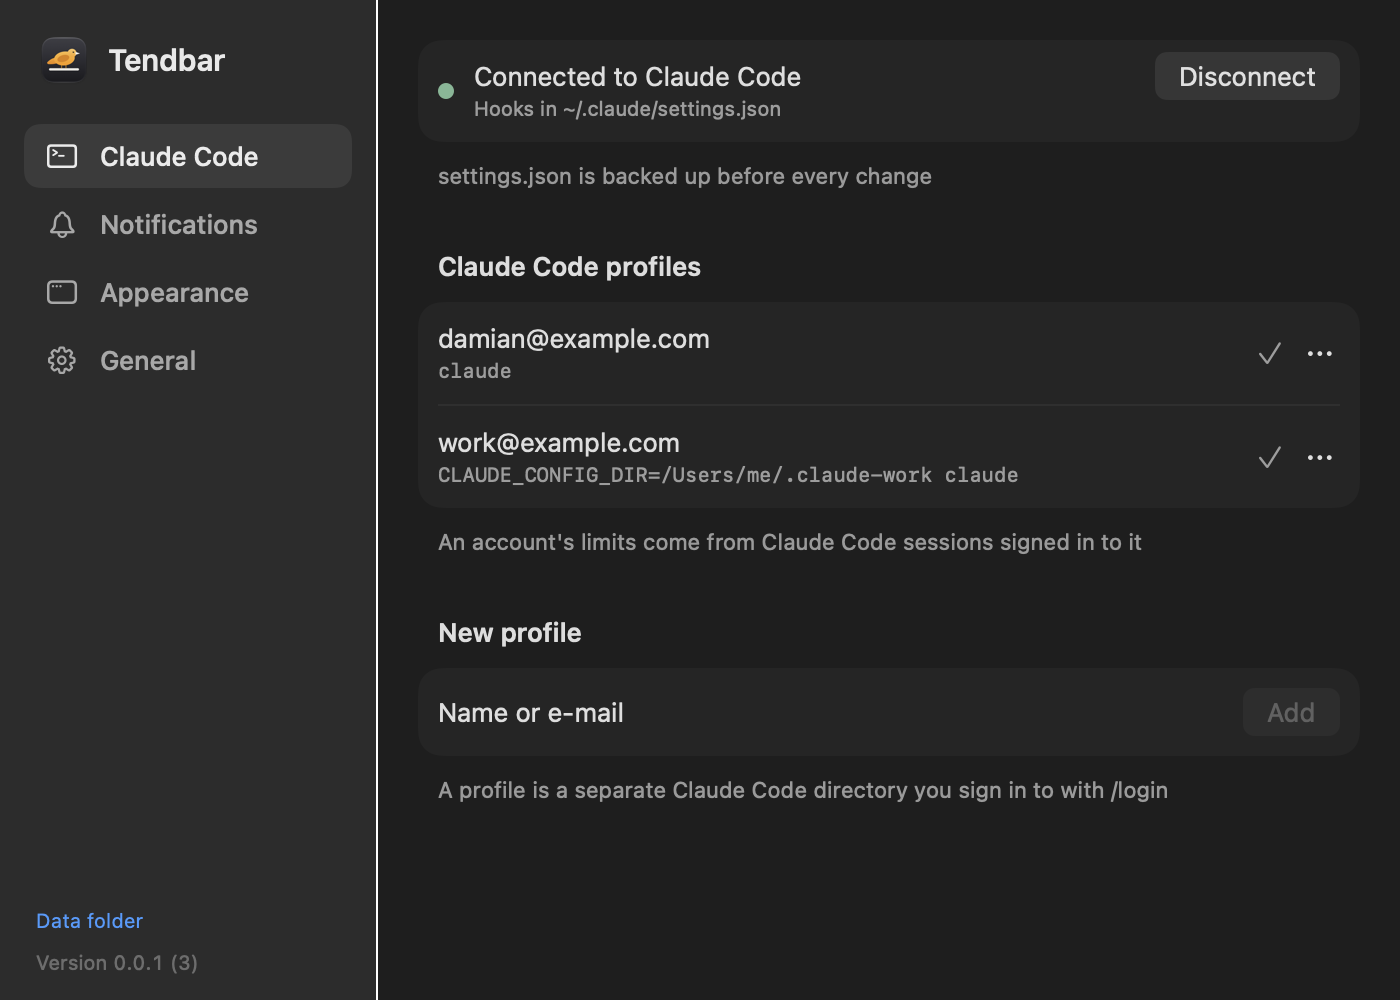 Tendbar
Claude Code
Notifications
Appearance
General
Data folder
Version 0.0.1 (3)
Connected to Claude Code
Hooks in ~/.claude/settings.json
Disconnect
settings.json is backed up before every change
Claude Code profiles
damian@example.com
claude
work@example.com
CLAUDE_CONFIG_DIR=/Users/me/.claude-work claude
An account's limits come from Claude Code sessions signed in to it
New profile
Name or e-mail
Add
A profile is a separate Claude Code directory you sign in to with /login